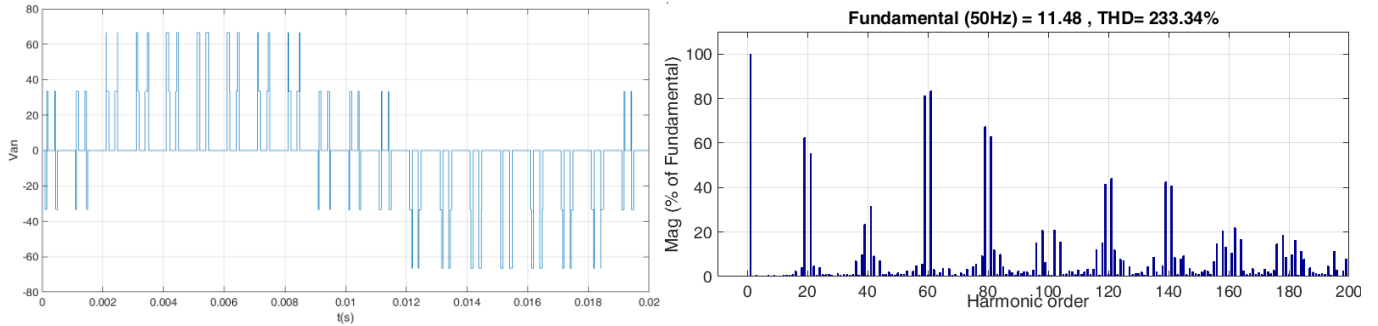 80
60
40
20
0
-20
-40
-60
-80
Van
0 0.002 0.004 0.006 0.008 0.01 0.012 0.014 0.016 0.018 0.02
t(s)
Fundamental (50Hz) = 11.48 , THD= 233.34%
Mag (% of Fundamental)
100
80
60
40
20
0
0 20 40 60 80 100 120 140 160 180 200
Harmonic order